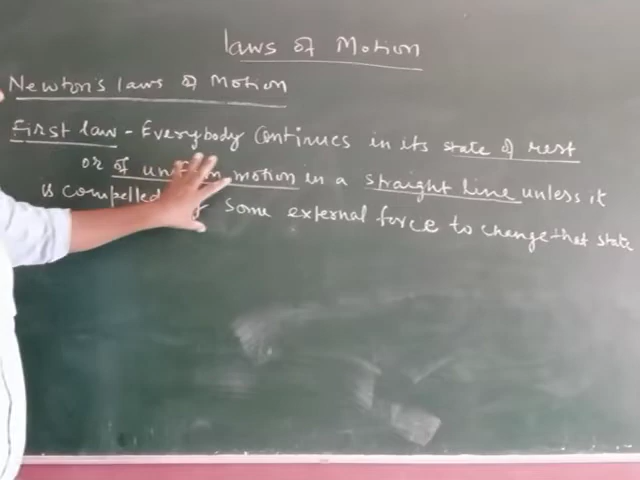 laws of Motion
Newton's laws of Motion
First law - Everybody Continues in its state of rest
or of uniform motion in a straight line unless it
is compelled some external force to change that state